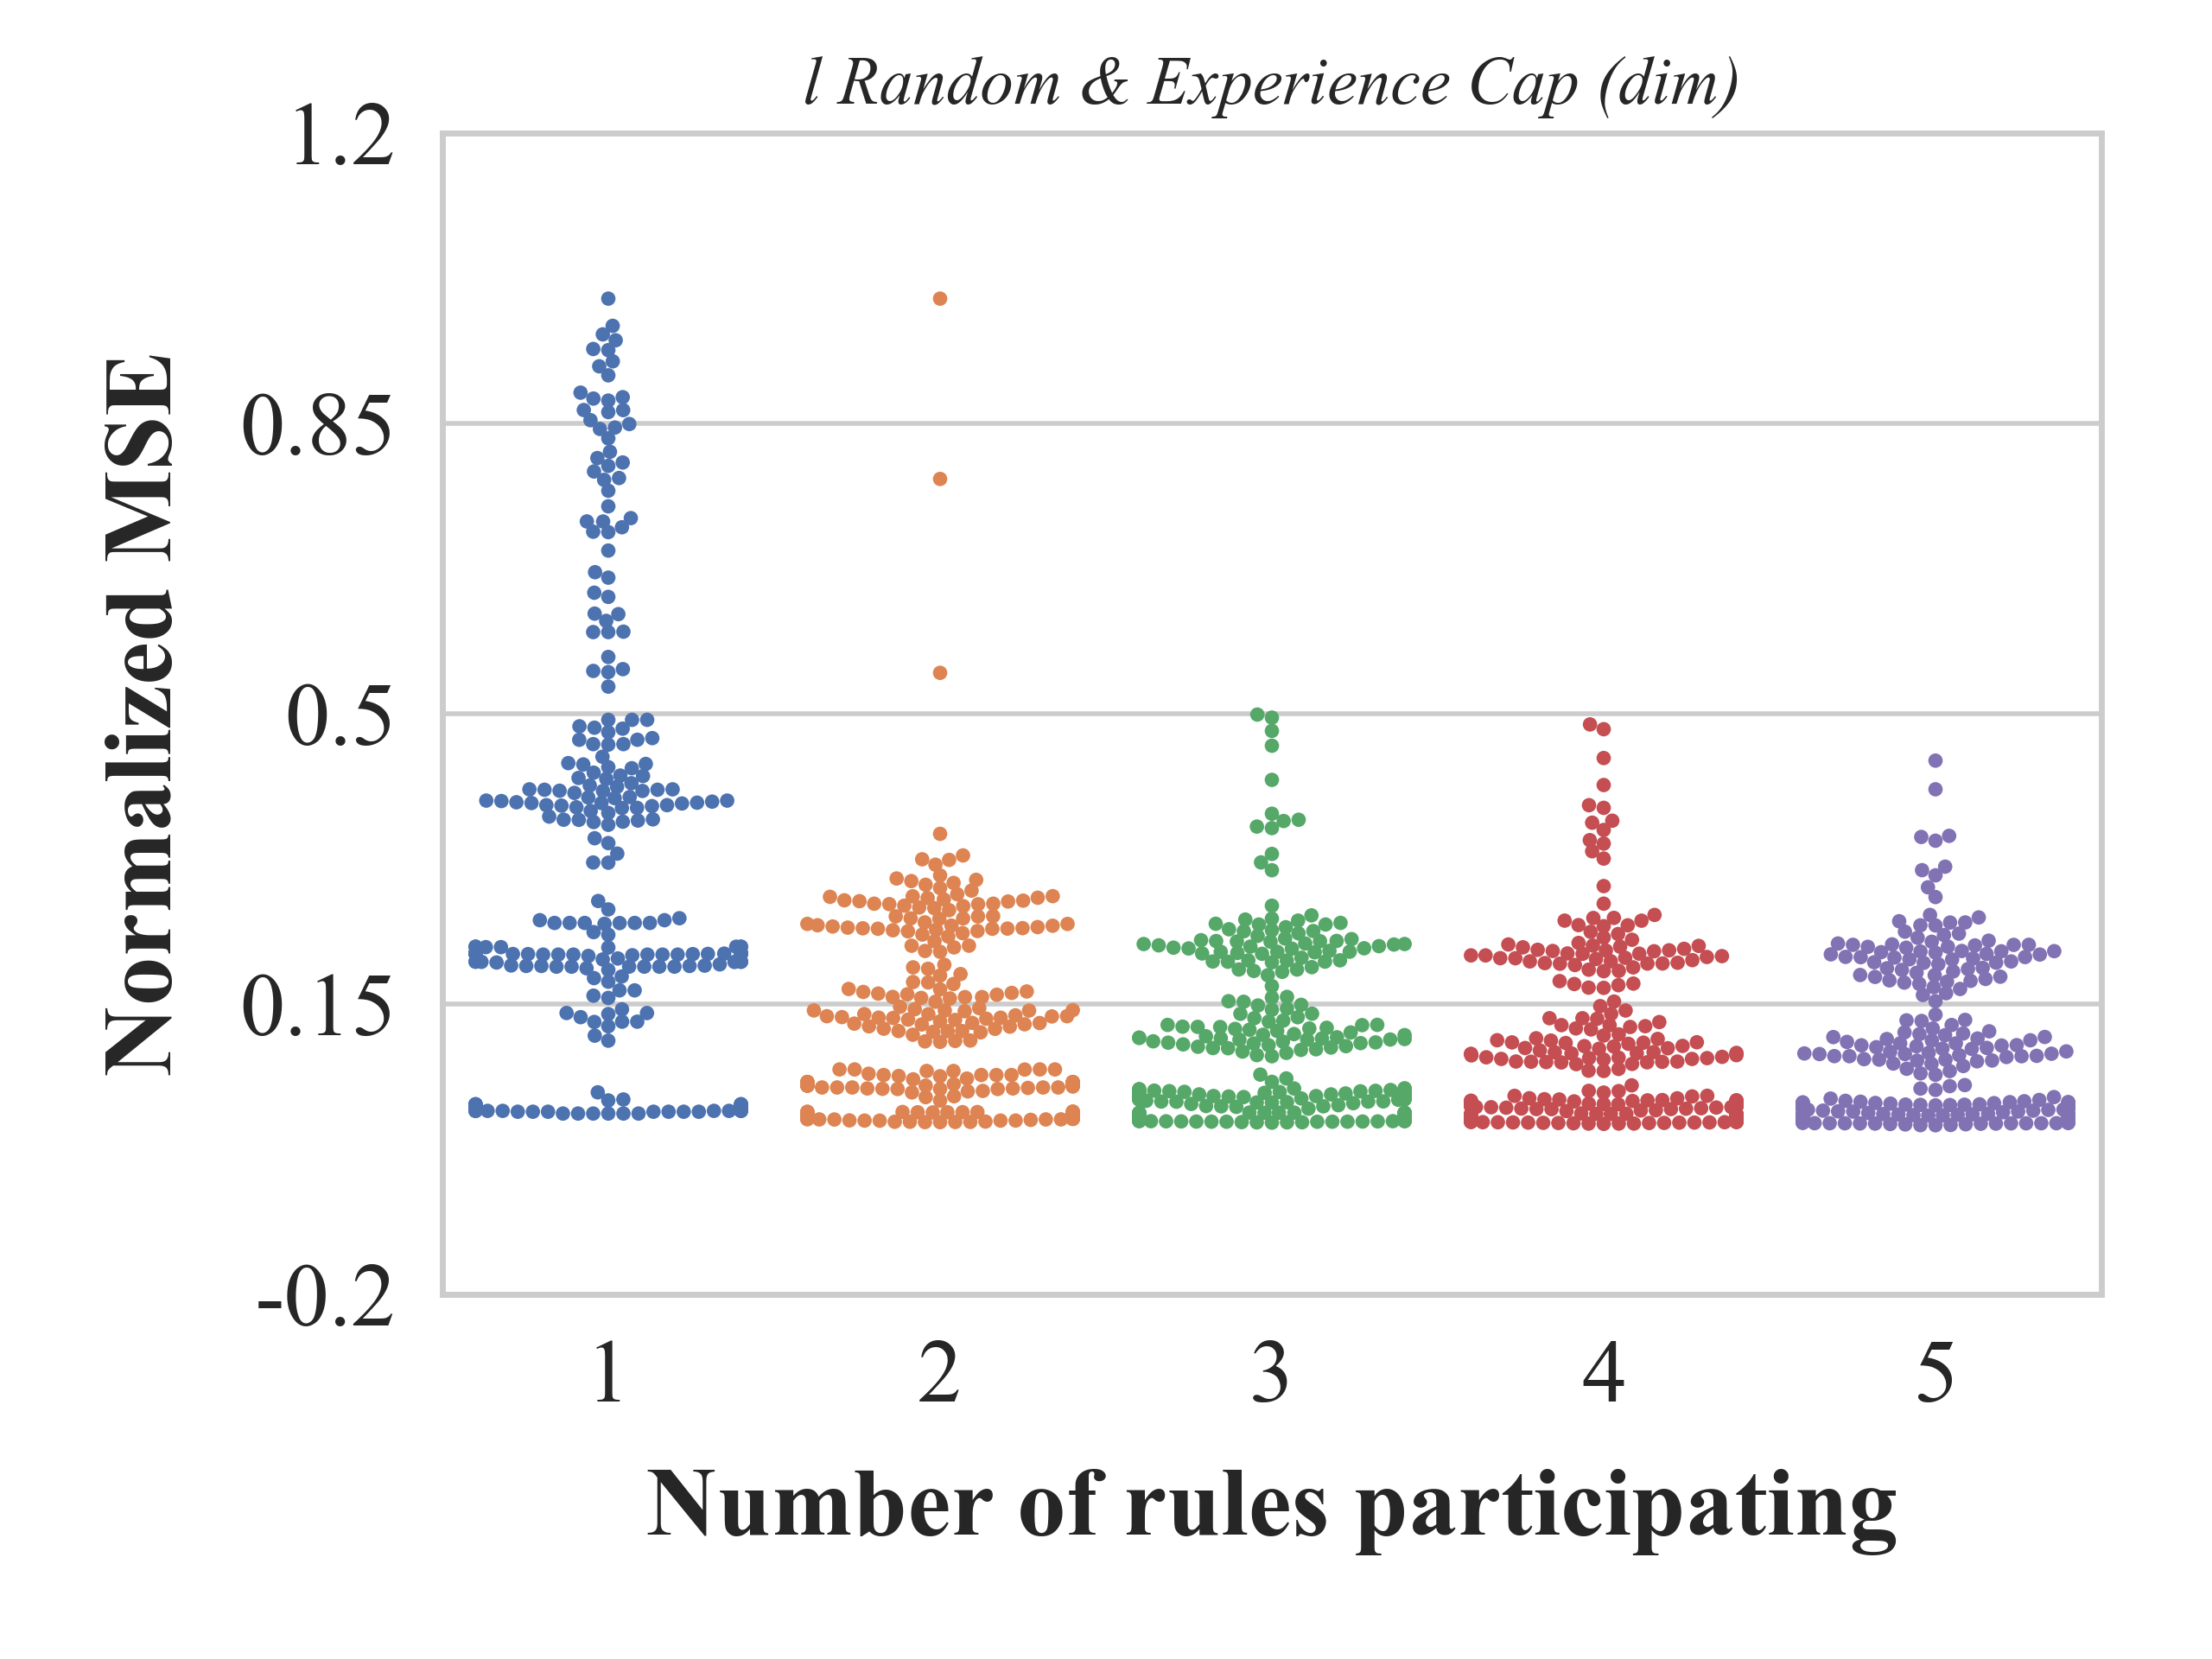 l Random & Experience Cap (dim)
1.2
0.85
0.5
0.15
-0.2
Normalized MSE
1 2 3 4 5
Number of rules participating